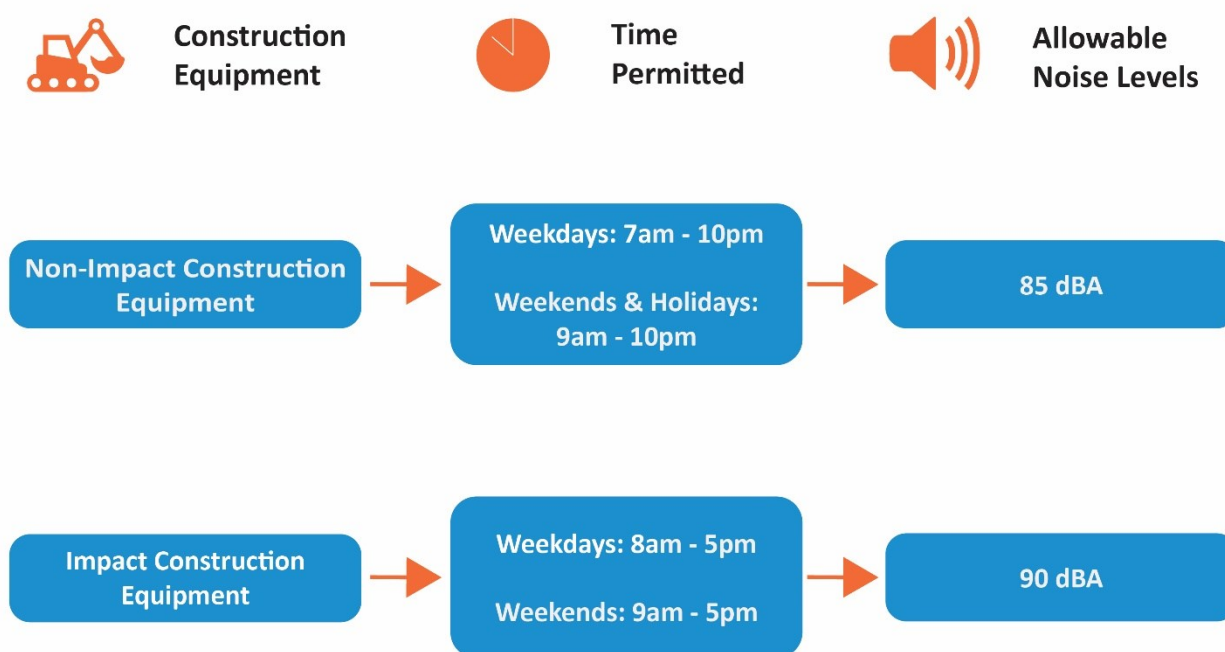 Construction
Equipment
Time
Permitted
Allowable
Noise Levels
Non-Impact Construction
Equipment
Weekdays: 7am - 10pm
Weekends & Holidays:
9am - 10pm
85 dBA
Impact Construction
Equipment
Weekdays: 8am - 5pm
Weekends: 9am - 5pm
90 dBA